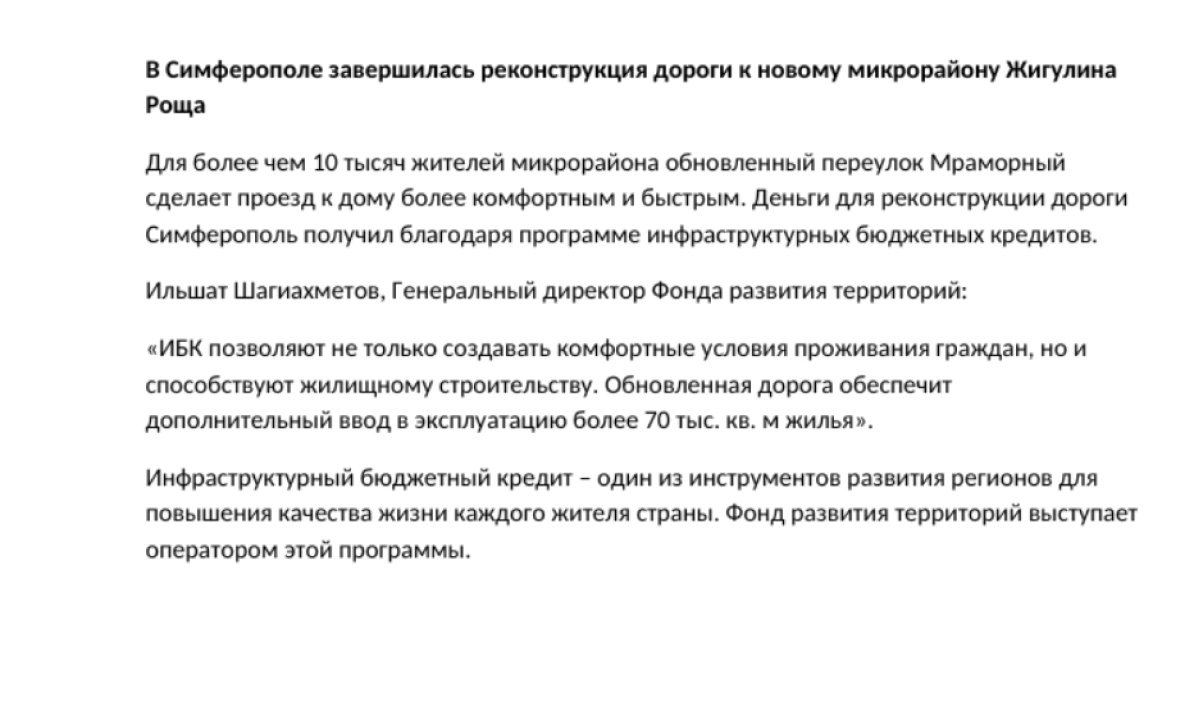 В Симферополе завершилась реконструкция дороги к новому микрорайону Жигулина
Роща
Для более чем 10 тысяч жителей микрорайона обновленный переулок Мраморный
сделает проезд к дому более комфортным и быстрым. Деньги для реконструкции дороги
Симферополь получил благодаря программе инфраструктурных бюджетных кредитов.
Ильшат Шагиахметов, Генеральный директор Фонда развития территорий:
«ИБК позволяют не только создавать комфортные условия проживания граждан, но и
способствуют жилищному строительству. Обновленная дорога обеспечит
дополнительный ввод в эксплуатацию более 70 тыс. кв. м жилья».
Инфраструктурный бюджетный кредит – один из инструментов развития регионов для
повышения качества жизни каждого жителя страны. Фонд развития территорий выступает
оператором этой программы.